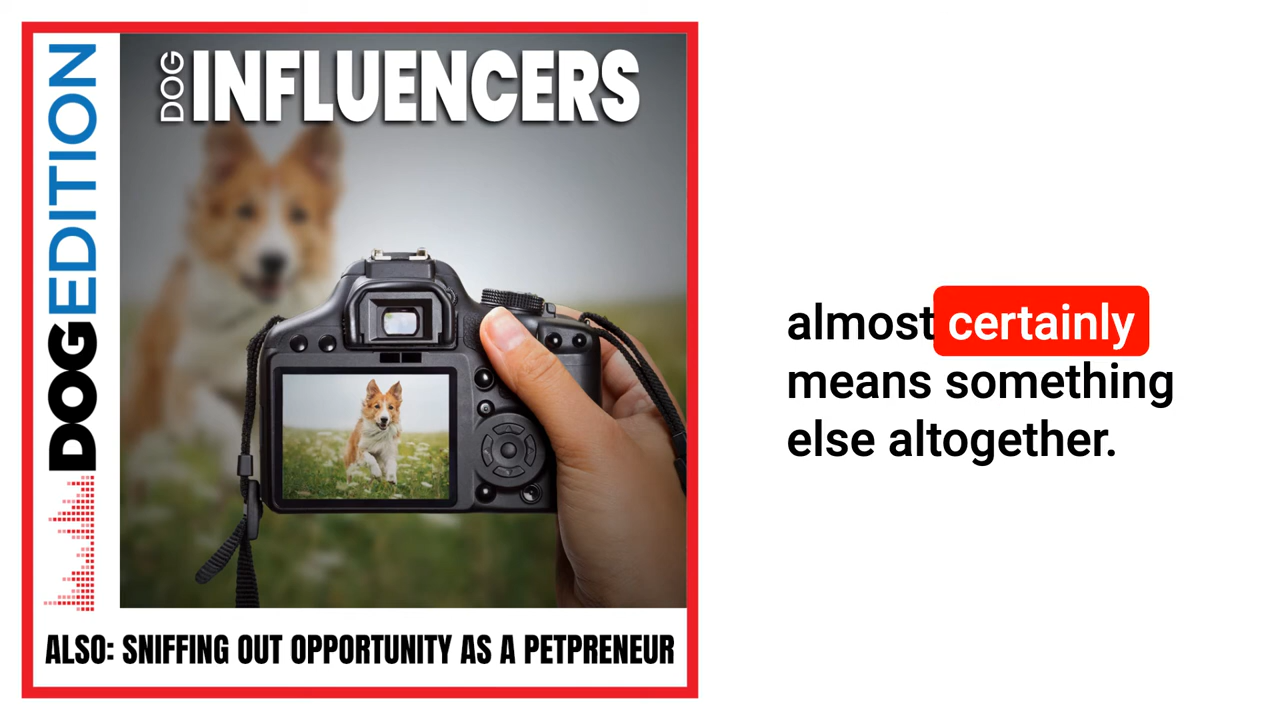 DOGEDITION
DOG INFLUENCERS
ALSO: SNIFFING OUT OPPORTUNITY AS A PETPRENEUR
almost certainly
means something
else altogether.